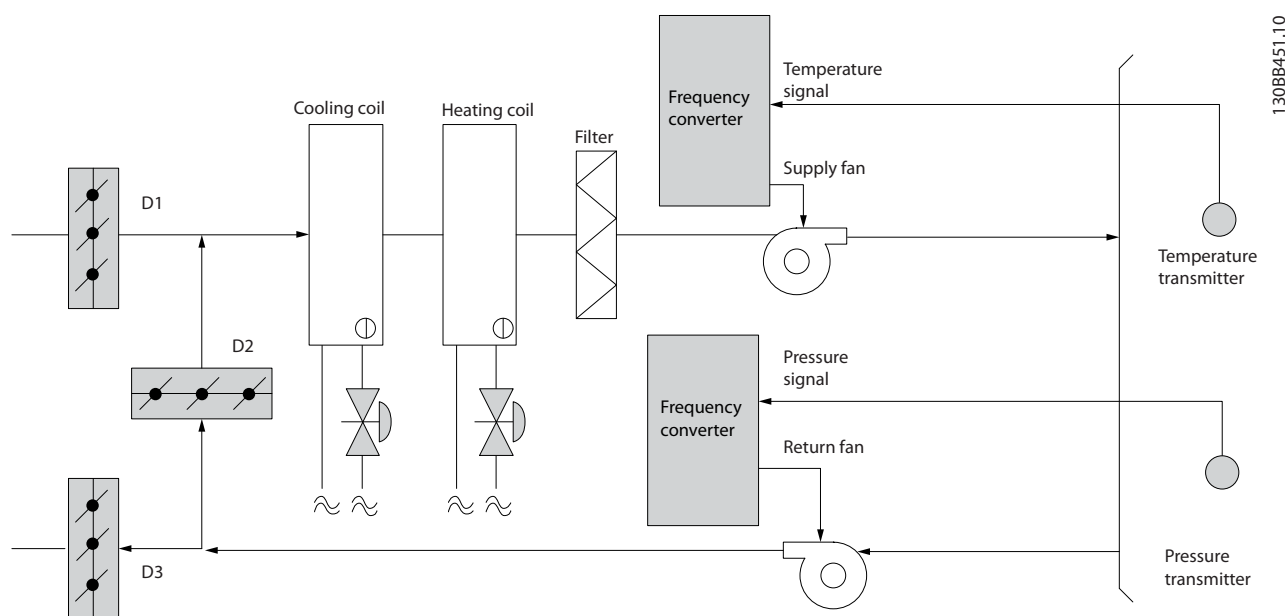 130BB451.10
Temperature
signal
Frequency
converter
Cooling coil
Heating coil
Filter
Supply fan
D1
Temperature
transmitter
D2
Pressure
signal
Frequency
converter
Return fan
D3
Pressure
transmitter